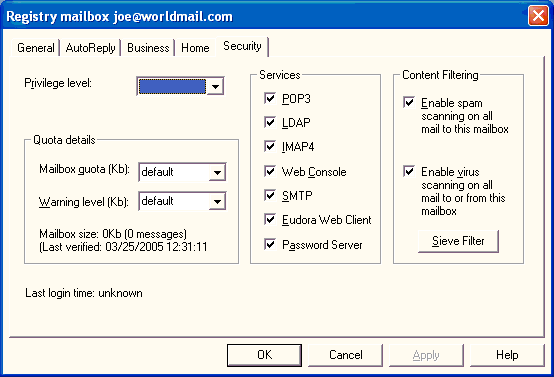 Registry mailbox joe@worldmail.com
General
AutoReply
Business
Home
Security
Privilege level:
Quota details
Mailbox quota (Kb):
default
Warning level (Kb):
default
Mailbox size: 0Kb (0 messages)
(Last verified: 03/25/2005 12:31:11
Last login time: unknown
Services
POP3
LDAP
IMAP4
Web Console
SMTP
Eudora Web Client
Password Server
Content Filtering
Enable spam
scanning on all
mail to this mailbox
Enable virus
scanning on all
mail to or from this
mailbox
Sieve Filter
OK
Cancel
Apply
Help